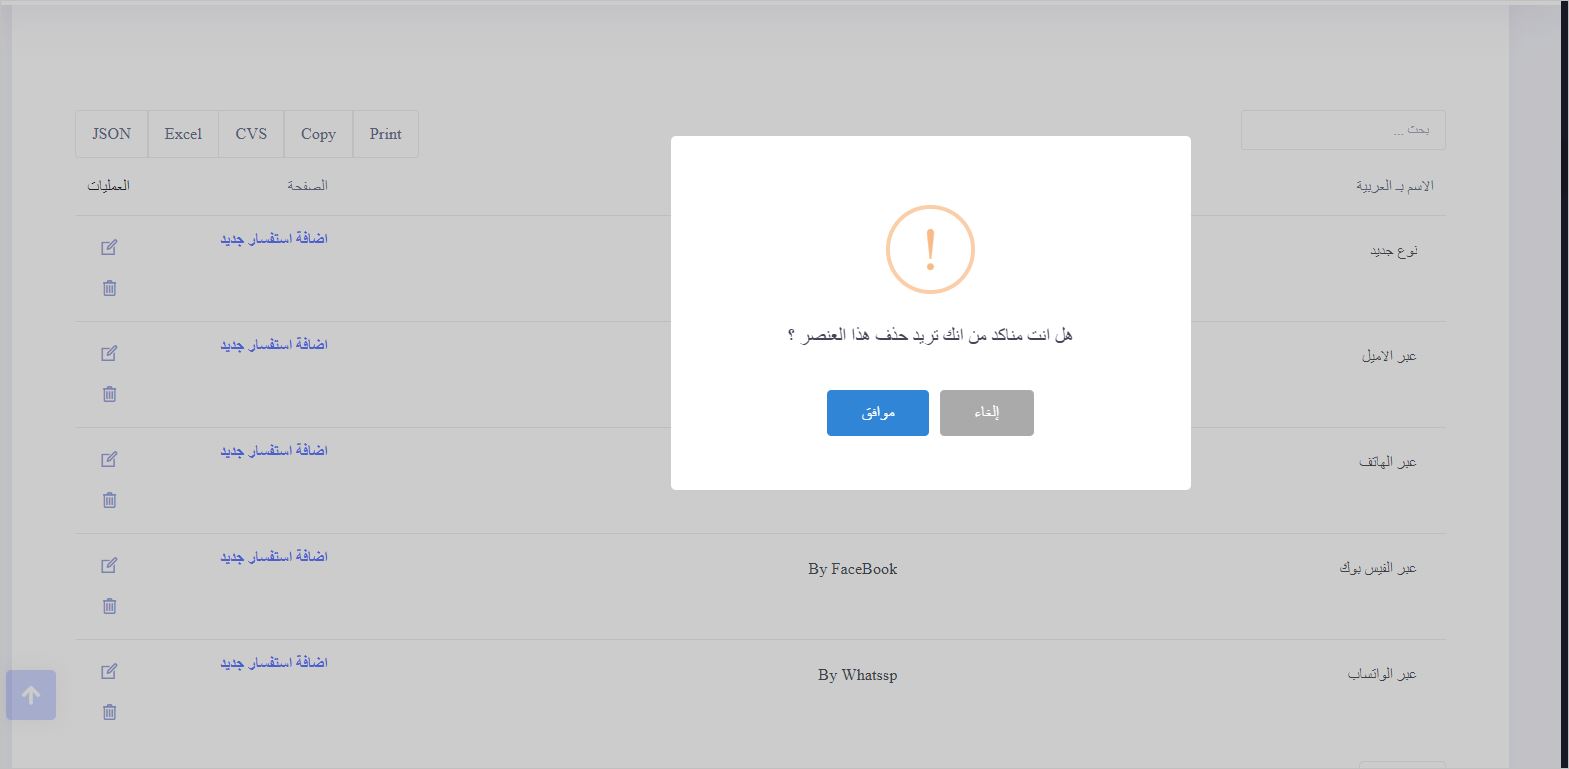 بحث ...
Print
Copy
CVS
Excel
JSON
الاسم بـ العربية
الصفحة
العمليات
نوع جديد
اضافة استفسار جديد
عبر الاميل
اضافة استفسار جديد
عبر الهاتف
اضافة استفسار جديد
عبر الفيس بوك
By FaceBook
اضافة استفسار جديد
عبر الواتساب
By Whatssp
اضافة استفسار جديد
!
هل انت متاكد من انك تريد حذف هذا العنصر ؟
إلغاء
موافق